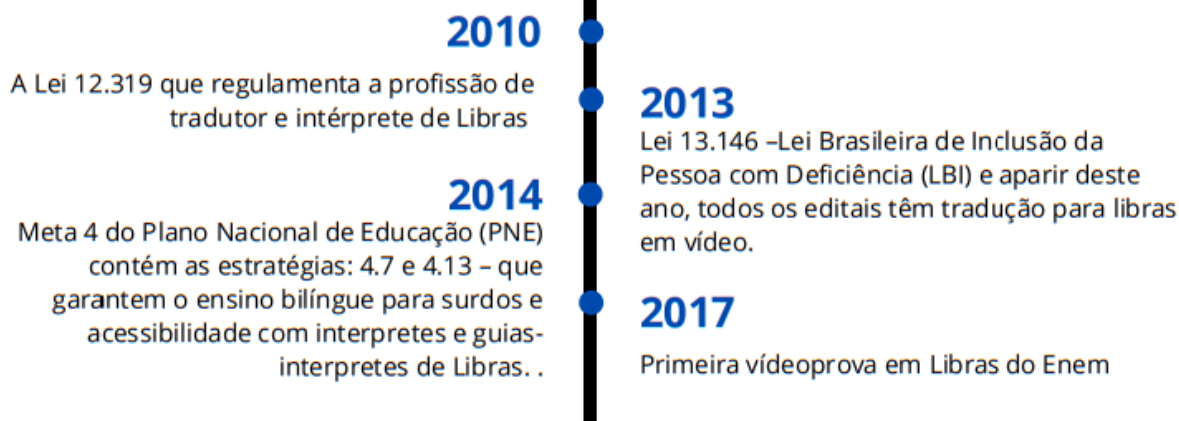 2010
A Lei 12.319 que regulamenta a profissão de
tradutor e intérprete de Libras
2013
Lei 13.146 –Lei Brasileira de Inclusão da
Pessoa com Deficiência (LBI) e aparir deste
ano, todos os editais têm tradução para libras
em vídeo.
2014
Meta 4 do Plano Nacional de Educação (PNE)
contém as estratégias: 4.7 e 4.13 – que
garantem o ensino bilíngue para surdos e
acessibilidade com interpretes e guias-
interpretes de Libras. .
2017
Primeira vídeoprova em Libras do Enem